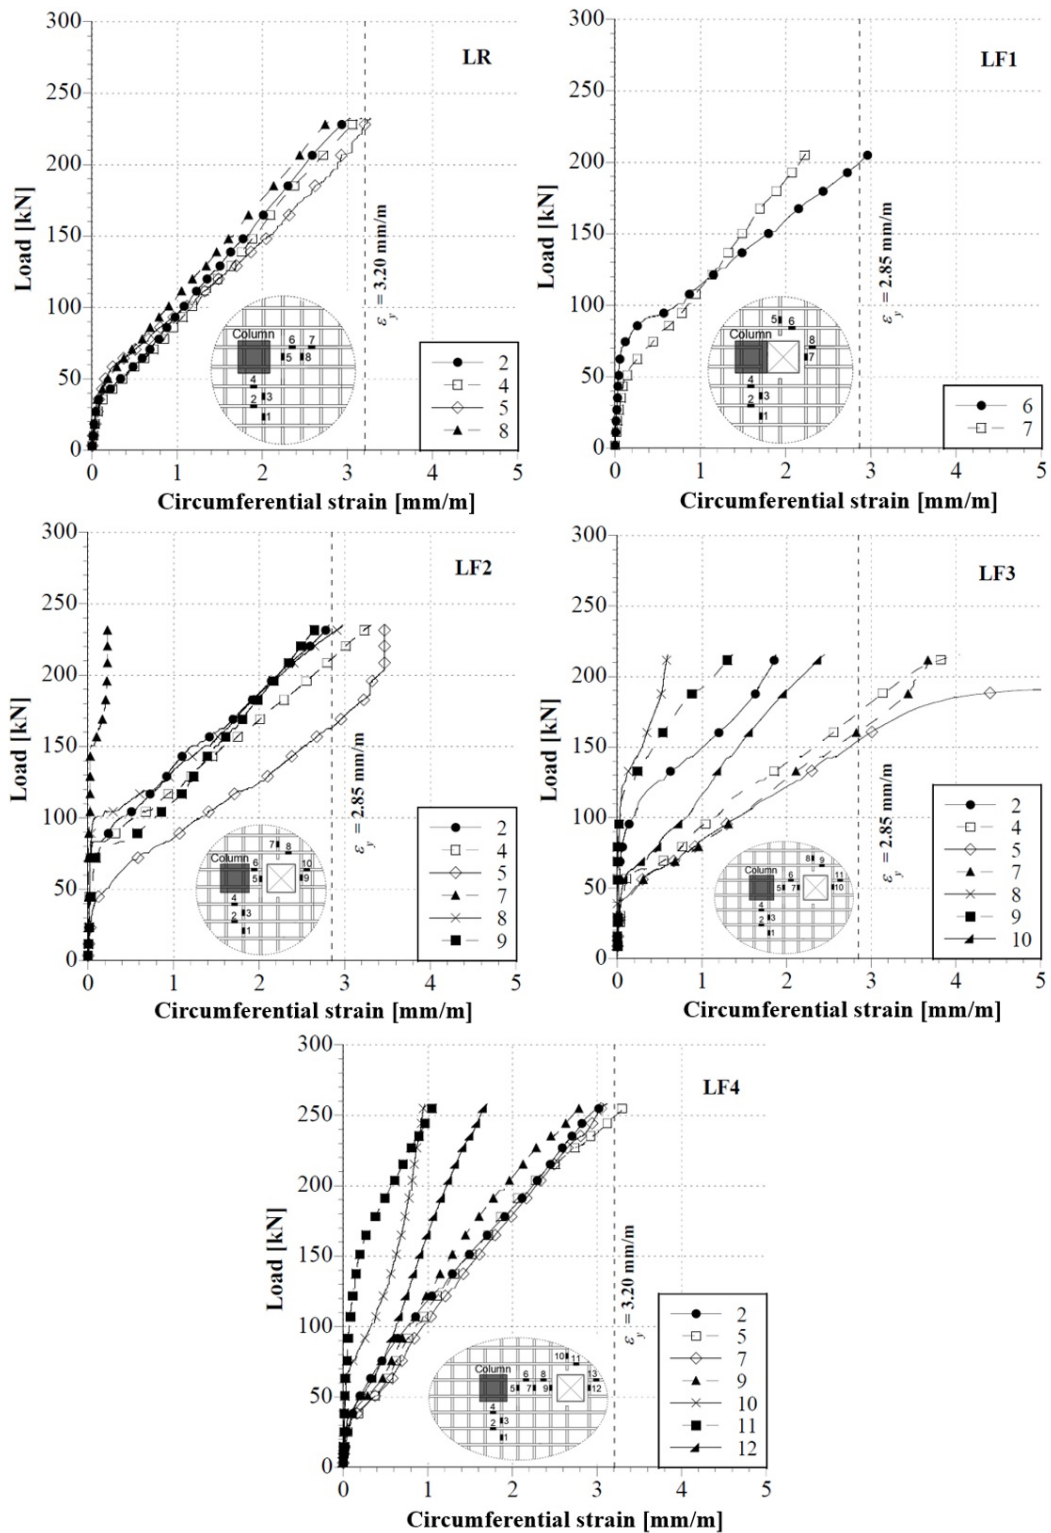 LR
300
250
200
150
100
50
0
0 1 2 3 4 5
Load [kN]
Circumferential strain [mm/m]
εy = 3.20 mm/m
Column
6 7
5 8
4
2 3
1
2
4
5
8
LF1
300
250
200
150
100
50
0
0 1 2 3 4 5
Load [kN]
Circumferential strain [mm/m]
εy = 2.85 mm/m
Column
5 6
8
7
4
2 3
1
6
7
LF2
300
250
200
150
100
50
0
0 1 2 3 4 5
Load [kN]
Circumferential strain [mm/m]
εy = 2.85 mm/m
Column
7 8
6 10
5 9
4
2 3
1
2
4
5
7
8
9
LF3
300
250
200
150
100
50
0
0 1 2 3 4 5
Load [kN]
Circumferential strain [mm/m]
εy = 2.85 mm/m
Column
8 9
6 11
5 7 10
4
2 3
1
2
4
5
7
8
9
10
LF4
300
250
200
150
100
50
0
0 1 2 3 4 5
Load [kN]
Circumferential strain [mm/m]
εy = 3.20 mm/m
Column
10 11
6 8 13
5 7 9 12
4
2 3
1
2
5
7
9
10
11
12